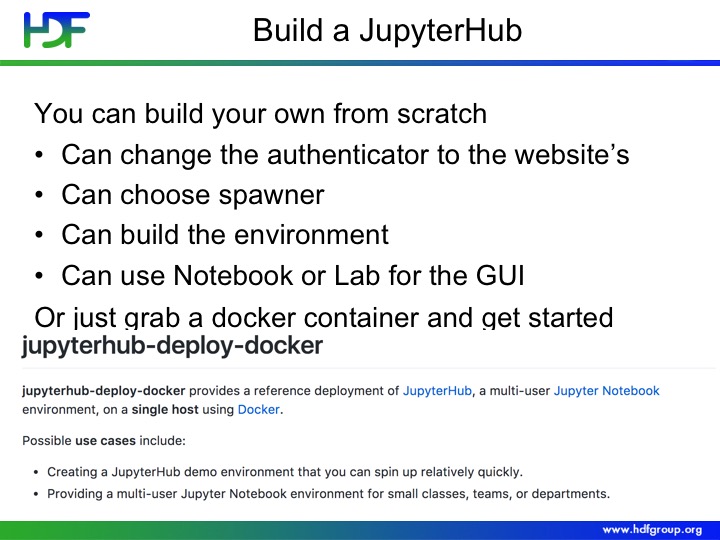 HDF
Build a JupyterHub
You can build your own from scratch
• Can change the authenticator to the website’s
• Can choose spawner
• Can build the environment
• Can use Notebook or Lab for the GUI
Or just grab a docker container and get started
jupyterhub-deploy-docker
jupyterhub-deploy-docker provides a reference deployment of JupyterHub, a multi-user Jupyter Notebook
environment, on a single host using Docker.
Possible use cases include:
• Creating a JupyterHub demo environment that you can spin up relatively quickly.
• Providing a multi-user Jupyter Notebook environment for small classes, teams, or departments.
www.hdfgroup.org